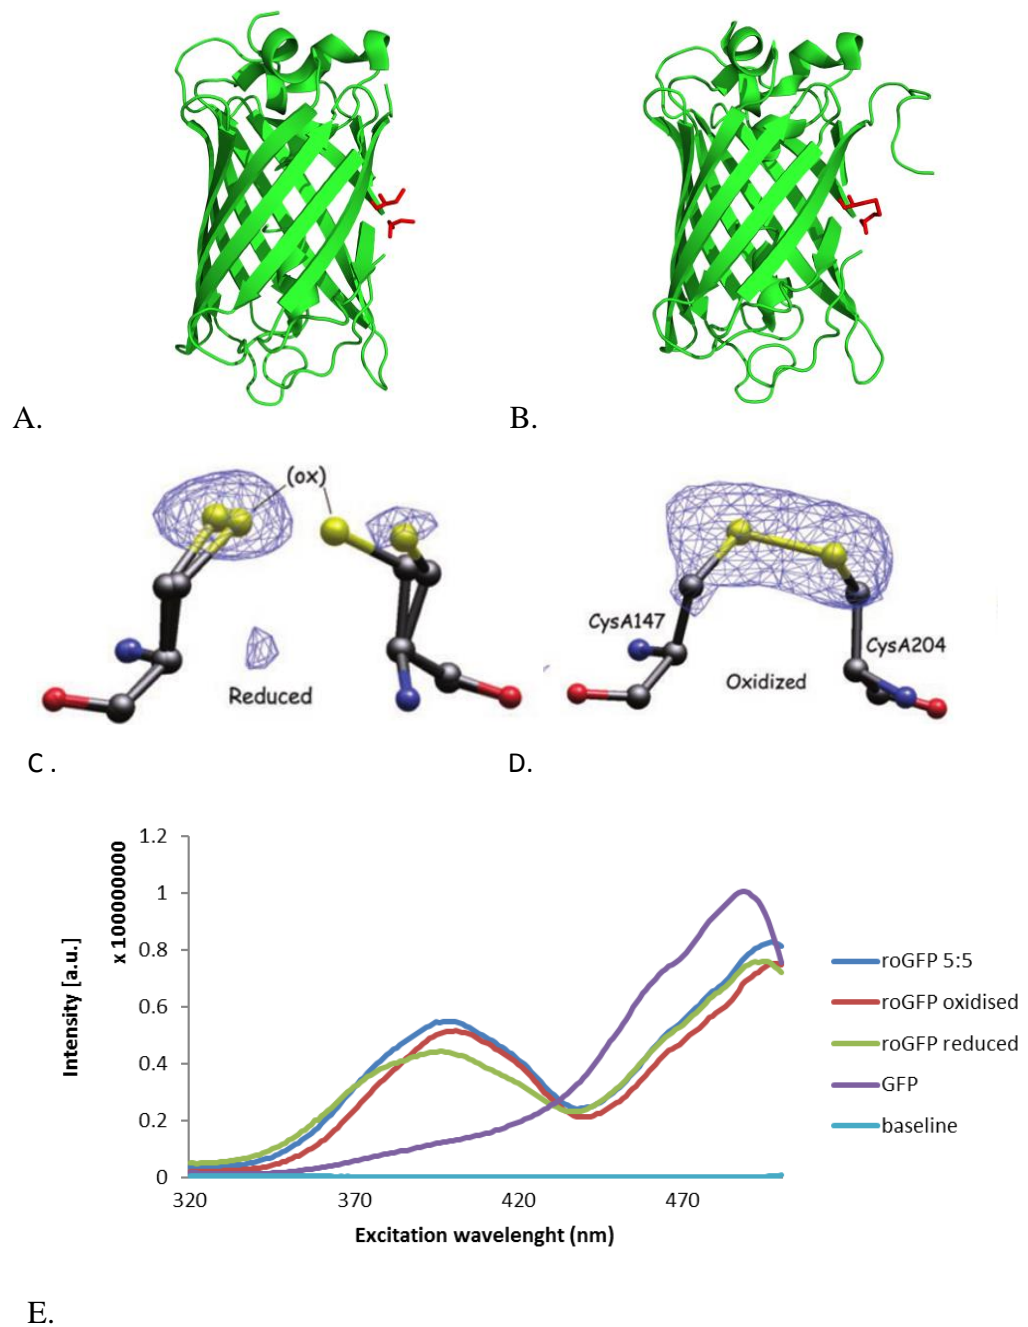 A.
B.
(ox)
Reduced
CysA147
CysA204
Oxidized
C .
D.
Intensity [a.u.]
x 100000000
1.2
1
0.8
0.6
0.4
0.2
0
320
370
420
470
Excitation wavelenght (nm)
roGFP 5:5
roGFP oxidised
roGFP reduced
GFP
baseline
E.